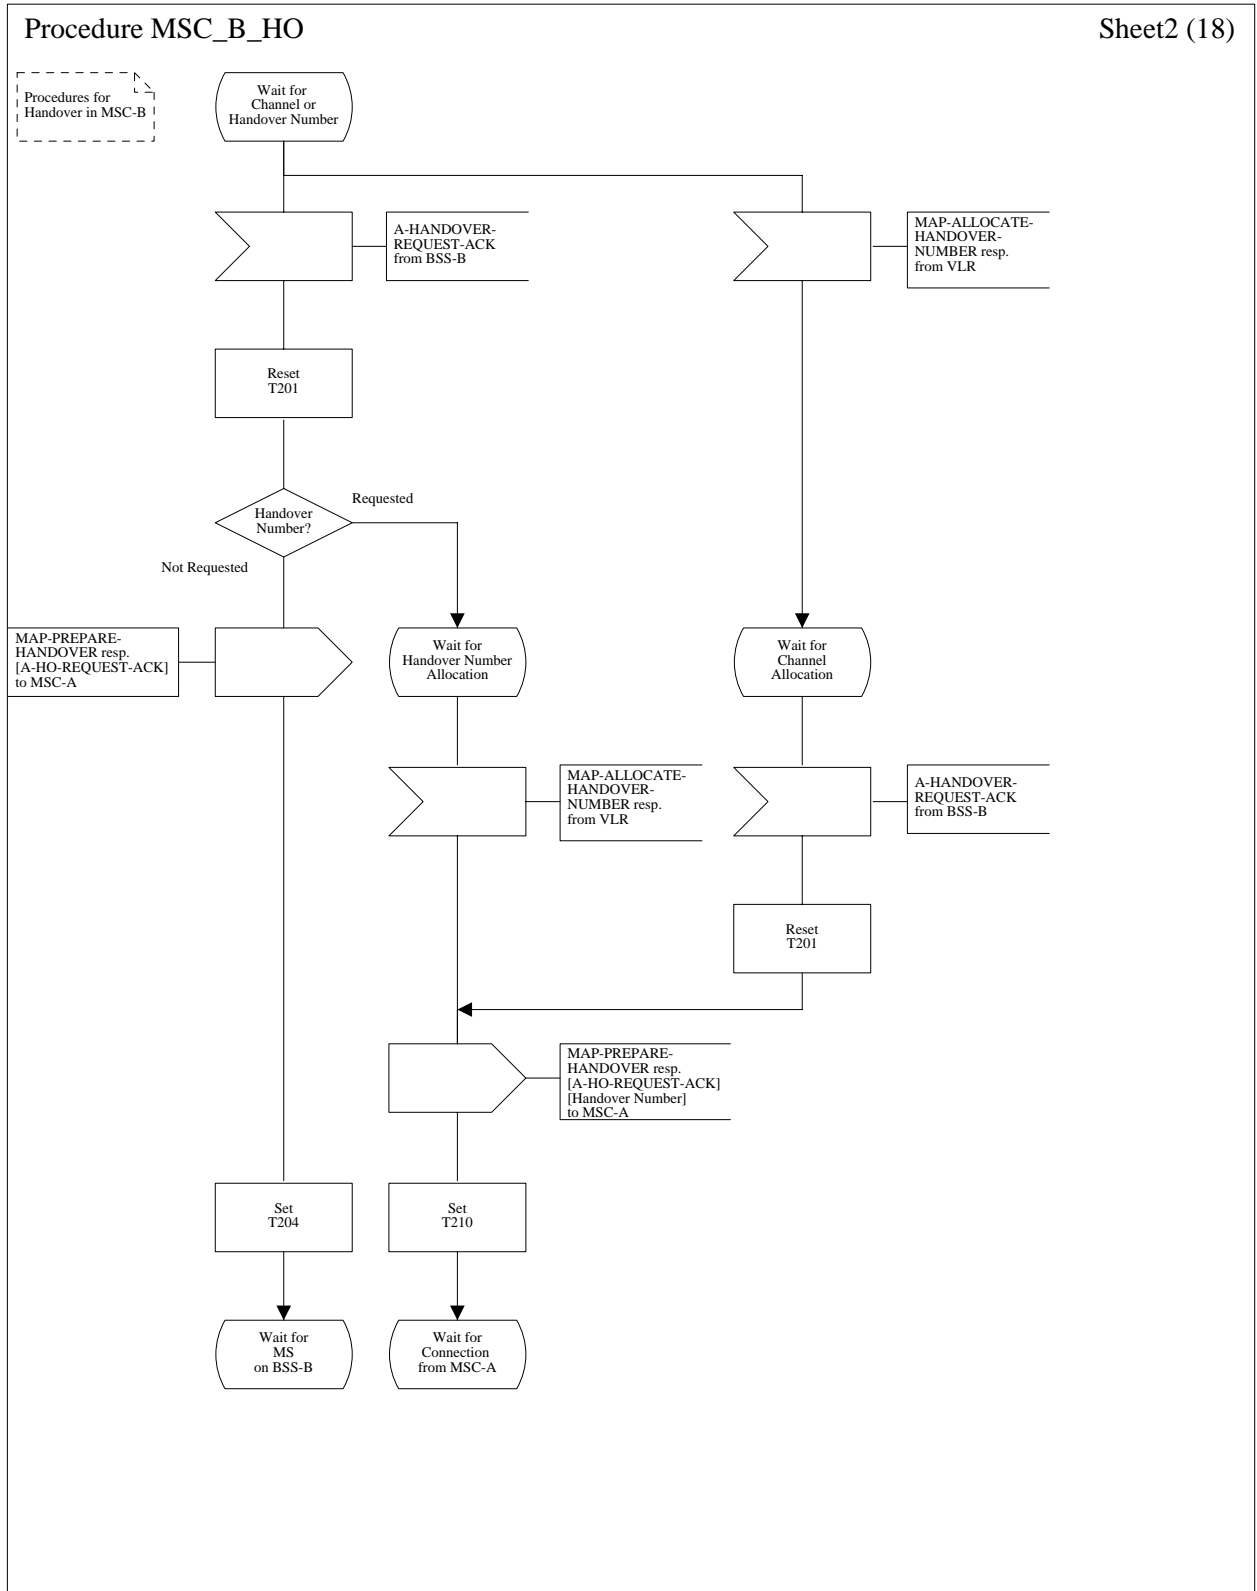 Procedure MSC_B_HO
Sheet2 (18)
Procedures for
Handover in MSC-B
Wait for
Channel or
Handover Number
A-HANDOVER-
REQUEST-ACK
from BSS-B
MAP-ALLOCATE-
HANDOVER-
NUMBER resp.
from VLR
Reset
T201
Handover
Number?
Requested
Not Requested
MAP-PREPARE-
HANDOVER resp.
[A-HO-REQUEST-ACK]
to MSC-A
Wait for
Handover Number
Allocation
Wait for
Channel
Allocation
MAP-ALLOCATE-
HANDOVER-
NUMBER resp.
from VLR
A-HANDOVER-
REQUEST-ACK
from BSS-B
Reset
T201
MAP-PREPARE-
HANDOVER resp.
[A-HO-REQUEST-ACK]
[Handover Number]
to MSC-A
Set
T204
Set
T210
Wait for
MS
on BSS-B
Wait for
Connection
from MSC-A